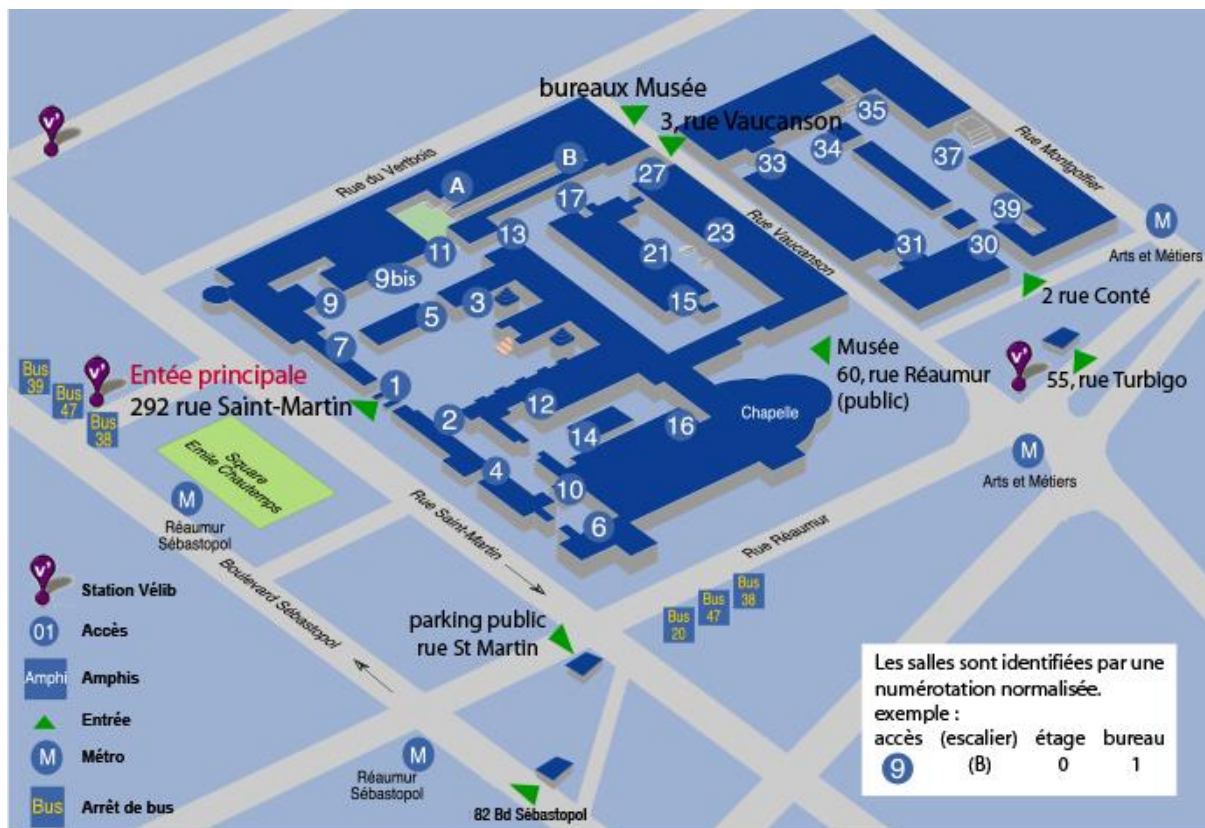 bureaux Musée
3, rue Vaucanson
35
V'
Rue du Vertbois
B
A
33
34
37
Rue Montgolfier
27
17
13
11
23
21
Rue Vaucanson
39
M
Arts et Métiers
31
30
9bis
9
3
5
15
2 rue Conté
7
Bus
39
Bus
47
Bus
38
V'
Entée principale
292 rue Saint-Martin
1
Musée
60, rue Réaumur
(public)
V'
55, rue Turbigo
2
12
14
16
Chapelle
4
10
6
Square
Emile Chautemps
M
Réaumur
Sébastopol
M
Arts et Métiers
Rue Saint-Martin
Rue Réaumur
Boulevard Sébastopol
Bus
20
Bus
47
Bus
38
parking public
rue St Martin
M
Réaumur
Sébastopol
82 Bd Sébastopol
V' Station Vélib
01 Accès
Amphi Amphis
Entrée
M Métro
Bus Arrêt de bus
Les salles sont identifiées par une
numérotation normalisée.
exemple :
accès (escalier) étage bureau
9 (B) 0 1